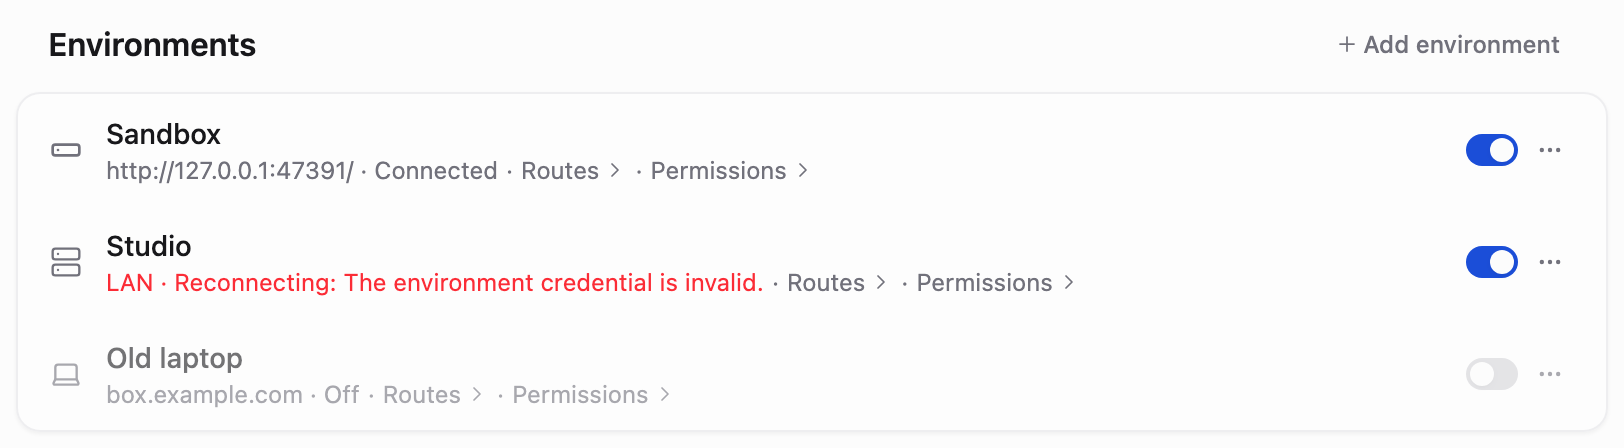 Environments
+ Add environment
Sandbox
http://127.0.0.1:47391/ · Connected · Routes > · Permissions >
Studio
LAN · Reconnecting: The environment credential is invalid. · Routes > · Permissions >
Old laptop
box.example.com · Off · Routes > · Permissions >